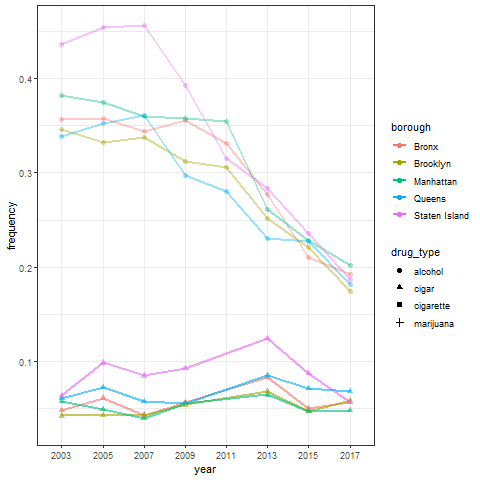 0.4
0.3
0.2
0.1
frequency
2003 2005 2007 2009 2011 2013 2015 2017
year
borough
Bronx
Brooklyn
Manhattan
Queens
Staten Island
drug_type
alcohol
cigar
cigarette
marijuana